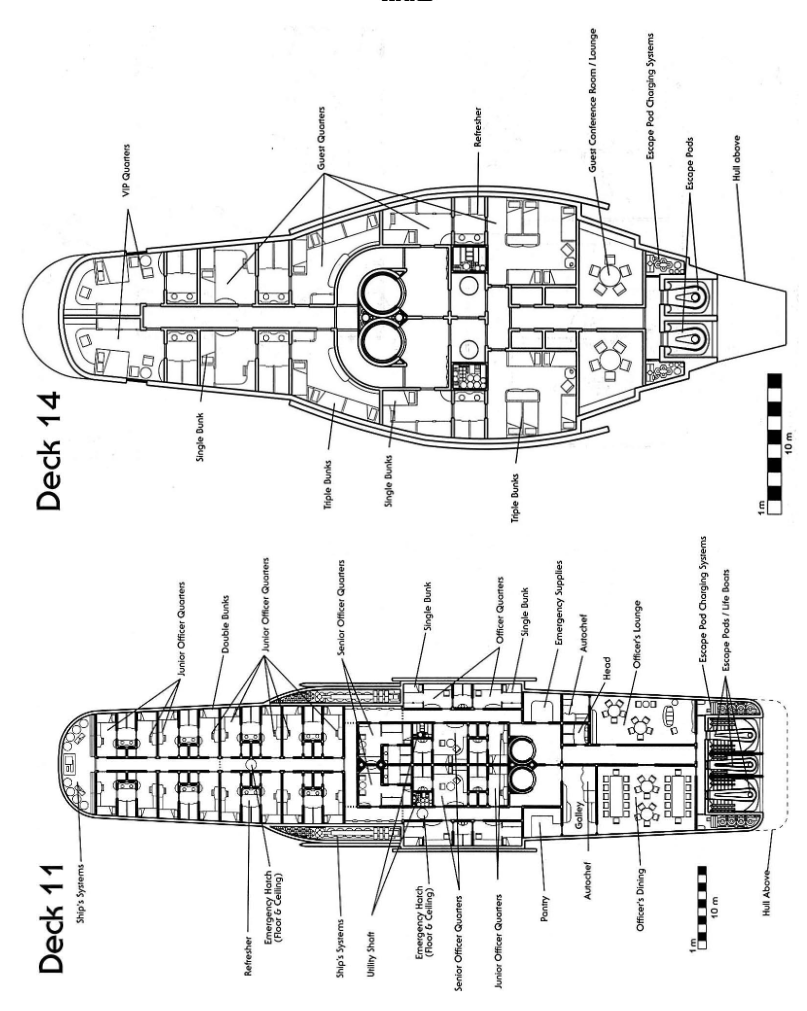 Deck 14
VIP Quarters
Guest Quarters
Refresher
Guest Conference Room / Lounge
Escape Pod Charging Systems
Escape Pods
Hull above
Single Bunk
Triple Bunks
Single Bunks
Triple Bunks
1m
10 m
Deck 11
Ship's Systems
Junior Officer Quarters
Double Bunks
Junior Officer Quarters
Senior Officer Quarters
Single Bunk
Officer Quarters
Single Bunk
Emergency Supplies
Autochef
Head
Officer's Lounge
Escape Pod Charging Systems
Escape Pods / Life Boats
Refresher
Emergency Hatch
(Floor & Ceiling)
Ship's Systems
Utility Shaft
Emergency Hatch
(Floor & Ceiling)
Senior Officer Quarters
Junior Officer Quarters
Pantry
Galley
Autochef
Officer's Dining
1m
10 m
Hull Above